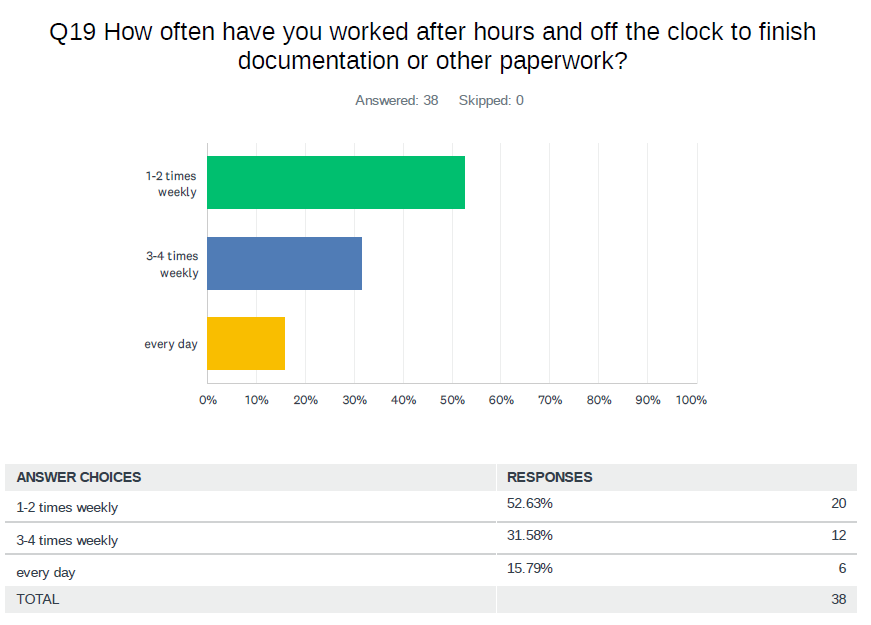 Q19 How often have you worked after hours and off the clock to finish
documentation or other paperwork?
Answered: 38 Skipped: 0
1-2 times
weekly
3-4 times
weekly
every day
0% 10% 20% 30% 40% 50% 60% 70% 80% 90% 100%
ANSWER CHOICES RESPONSES
1-2 times weekly 52.63% 20
3-4 times weekly 31.58% 12
every day 15.79% 6
TOTAL 38